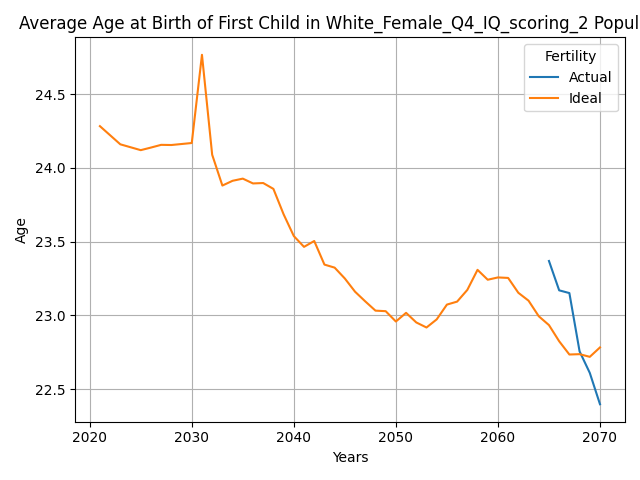 Average Age at Birth of First Child in White_Female_Q4_IQ_scoring_2 Popul
Fertility
Actual
Ideal
24.5
24.0
23.5
23.0
22.5
Age
2020 2030 2040 2050 2060 2070
Years